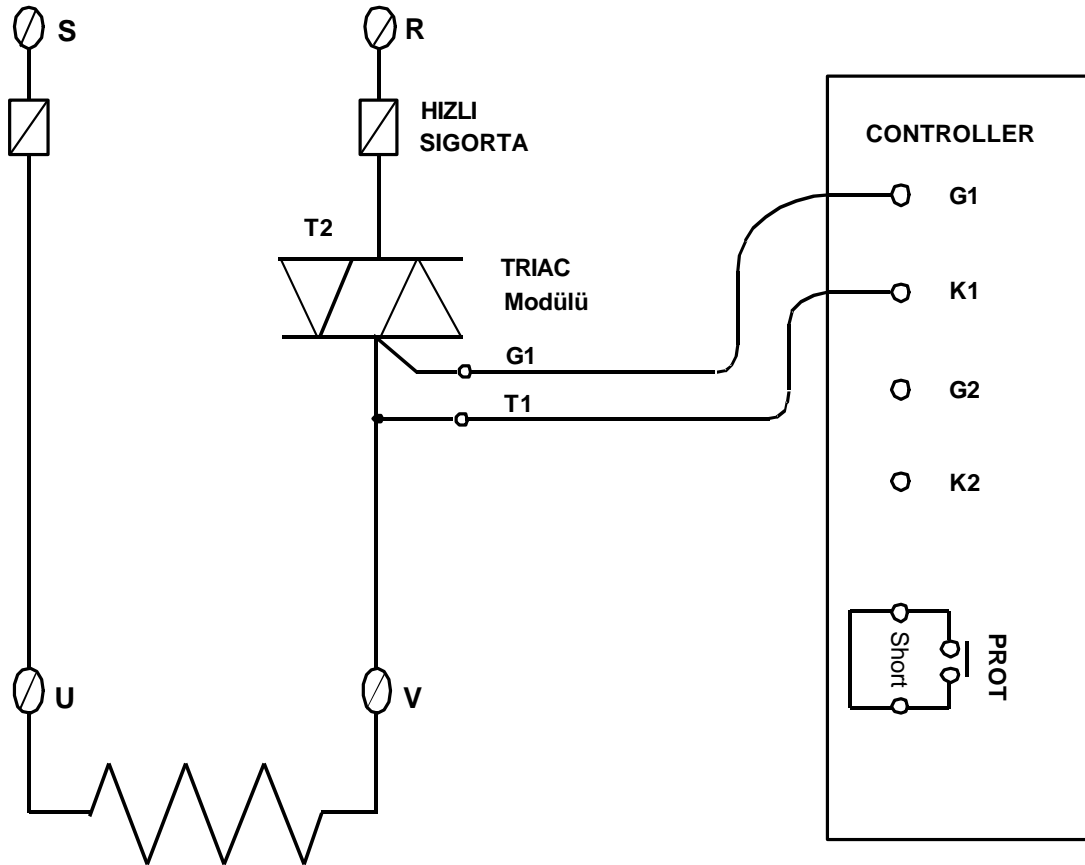 S
R
HIZLI
SIGORTA
CONTROLLER
G1
T2
TRIAC
Modülü
K1
G1
T1
G2
K2
Short
PROT
U
V